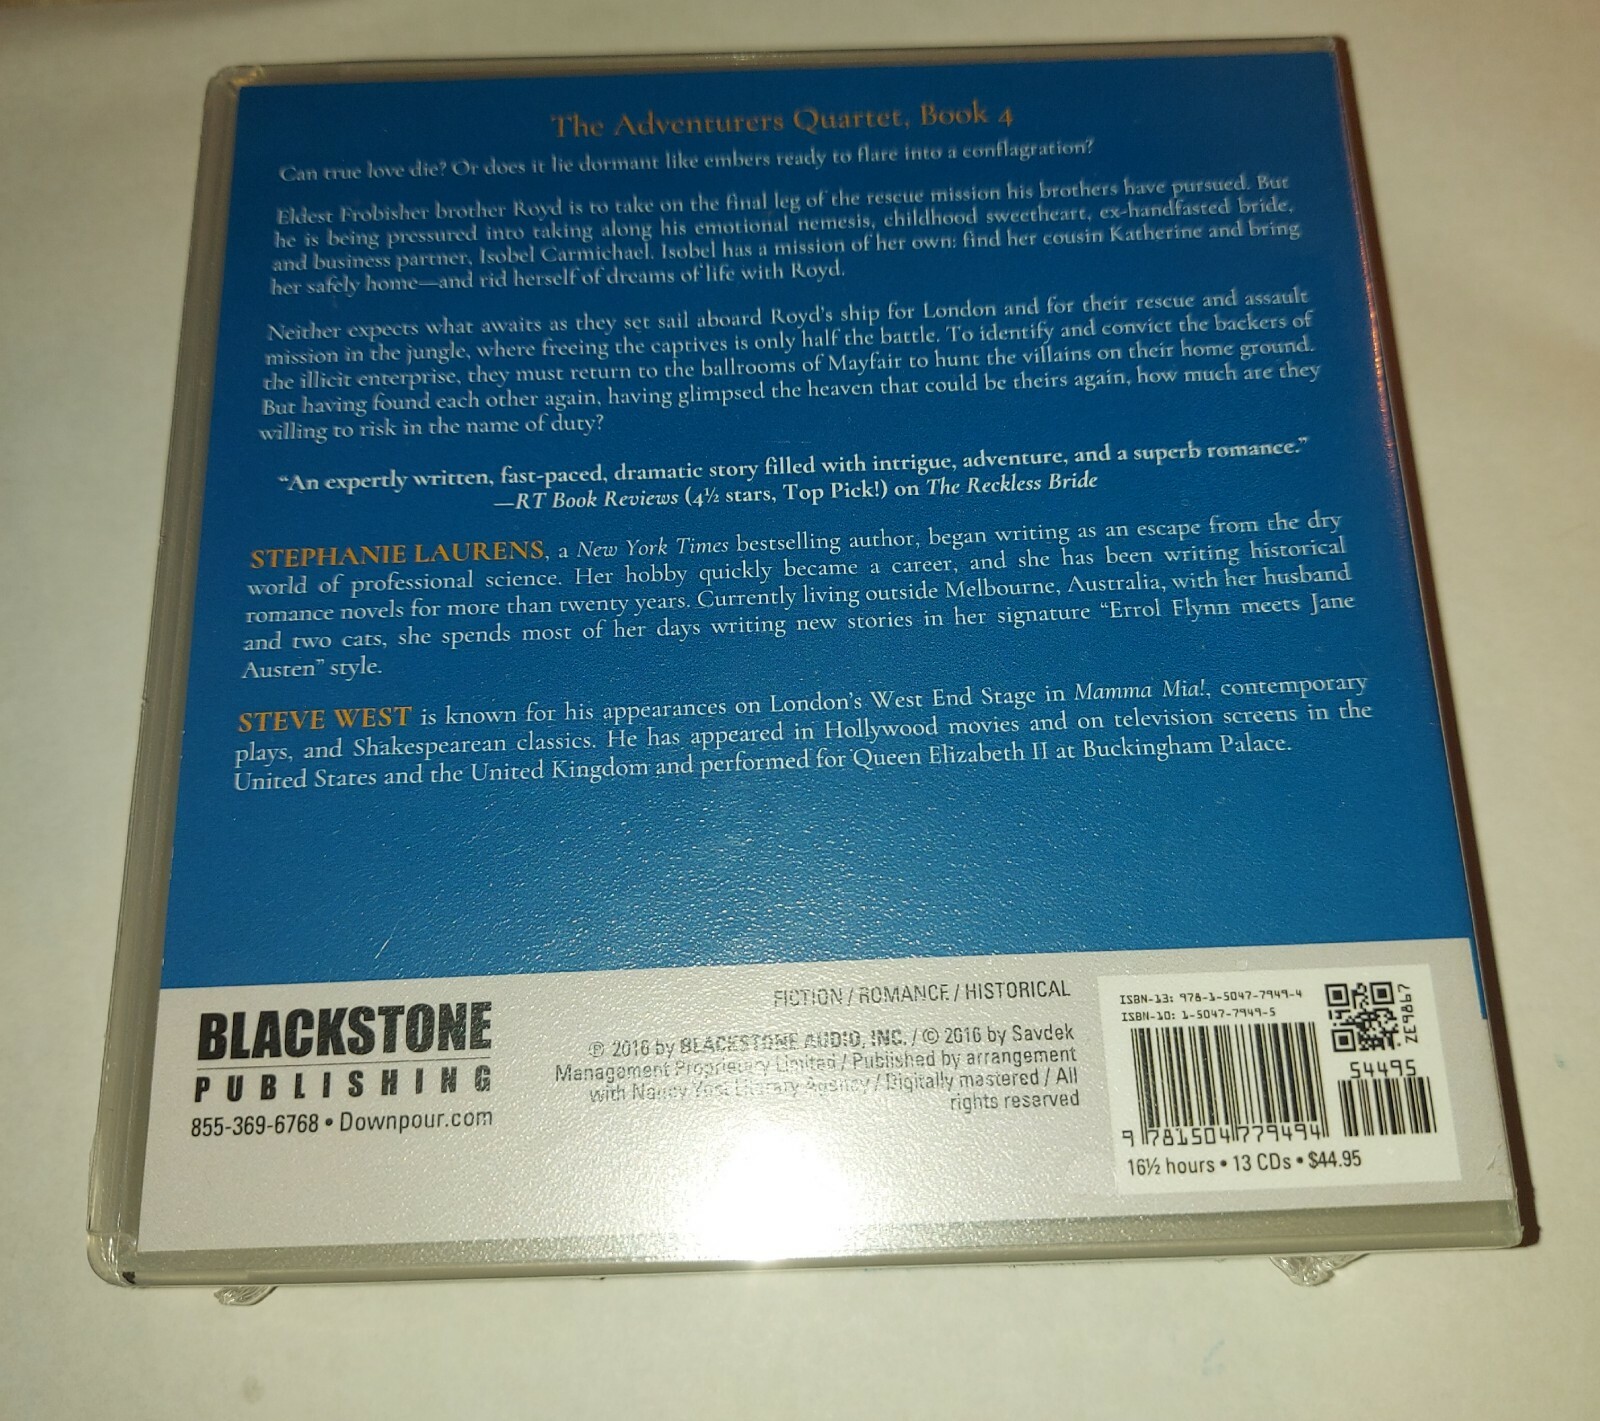 The Adventurers Quartet, Book 4
Can true love die? Or does it lie dormant like embers ready to flare into a conflagration?
Eldest Frobisher brother Royd is to take on the final leg of the rescue mission his brothers have pursued. But
he is being pressured into taking along his emotional nemesis, childhood sweetheart, ex-handfasted bride,
and business partner, Isobel Carmichael. Isobel has a mission of her own: find her cousin Katherine and bring
her safely home—and rid herself of dreams of life with Royd.
Neither expects what awaits as they set sail aboard Royd's ship for London and for their rescue and assault
mission in the jungle, where freeing the captives is only half the battle. To identify and convict the backers of
the illicit enterprise, they must return to the ballrooms of Mayfair to hunt the villains on their home ground.
But having found each other again, having glimpsed the heaven that could be theirs again, how much are they
willing to risk in the name of duty?
“An expertly written, fast-paced, dramatic story filled with intrigue, adventure, and a superb romance.”
—RT Book Reviews (4½ stars, Top Pick!) on The Reckless Bride
STEPHANIE LAURENS, a New York Times bestselling author, began writing as an escape from the dry
world of professional science. Her hobby quickly became a career, and she has been writing historical
romance novels for more than twenty years. Currently living outside Melbourne, Australia, with her husband
and two cats, she spends most of her days writing new stories in her signature “Errol Flynn meets Jane
Austen” style.
STEVE WEST is known for his appearances on London's West End Stage in Mamma Mia!, contemporary
plays, and Shakespearean classics. He has appeared in Hollywood movies and on television screens in the
United States and the United Kingdom and performed for Queen Elizabeth II at Buckingham Palace.
BLACKSTONE
PUBLISHING
855-369-6768 • Downpour.com
FICTION / ROMANCE / HISTORICAL
℗ 2016 by BLACKSTONE AUDIO, INC. / © 2016 by Savdek
Management Proprietary Limited / Published by arrangement
with Nancy Yost Literary Agency / Digitally mastered / All
rights reserved
ISBN-13: 978-1-5047-7949-4
ISBN-10: 1-5047-7949-5
ZE9867
54495
9 781504 779494
16½ hours • 13 CDs • $44.95